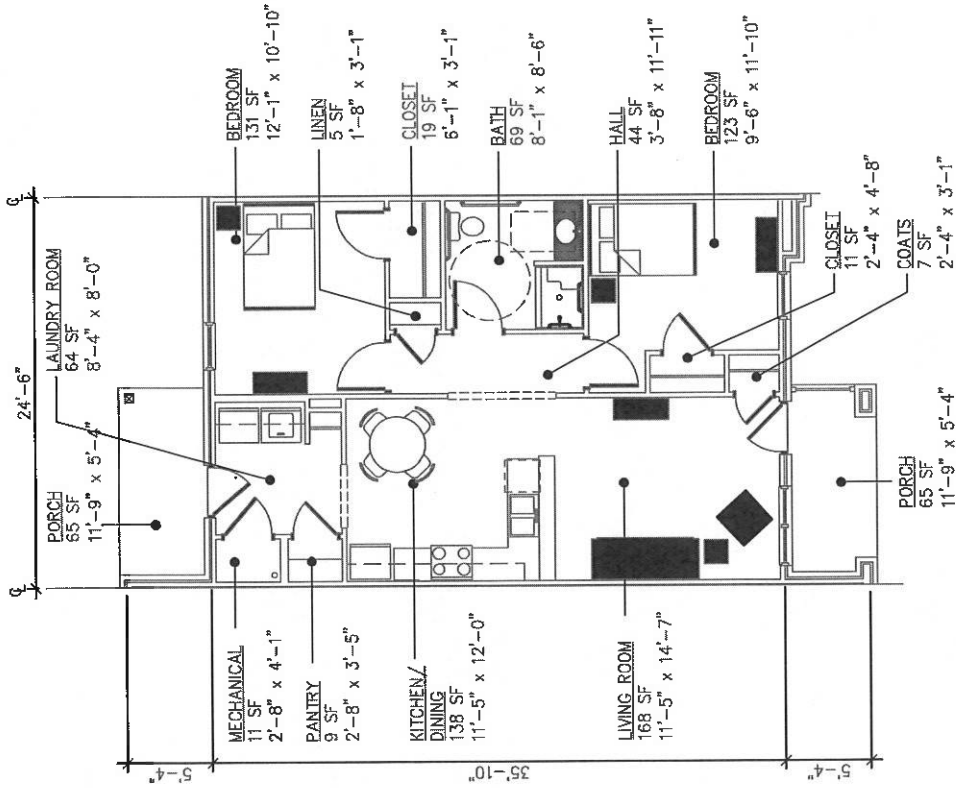 ℄
24'-6"
℄
PORCH
65 SF
11'-9" x 5'-4"
LAUNDRY ROOM
64 SF
8'-4" x 8'-0"
BEDROOM
131 SF
12'-1" x 10'-10"
LINEN
5 SF
1'-8" x 3'-1"
CLOSET
19 SF
6'-1" x 3'-1"
BATH
69 SF
8'-1" x 8'-6"
HALL
44 SF
3'-8" x 11'-11"
BEDROOM
123 SF
9'-6" x 11'-10"
CLOSET
11 SF
2'-4" x 4'-8"
COATS
7 SF
2'-4" x 3'-1"
PORCH
65 SF
11'-9" x 5'-4"
MECHANICAL
11 SF
2'-8" x 4'-1"
PANTRY
9 SF
2'-8" x 3'-5"
KITCHEN/
DINING
138 SF
11'-5" x 12'-0"
LIVING ROOM
168 SF
11'-5" x 14'-7"
5'-4"
35'-10"
5'-4"